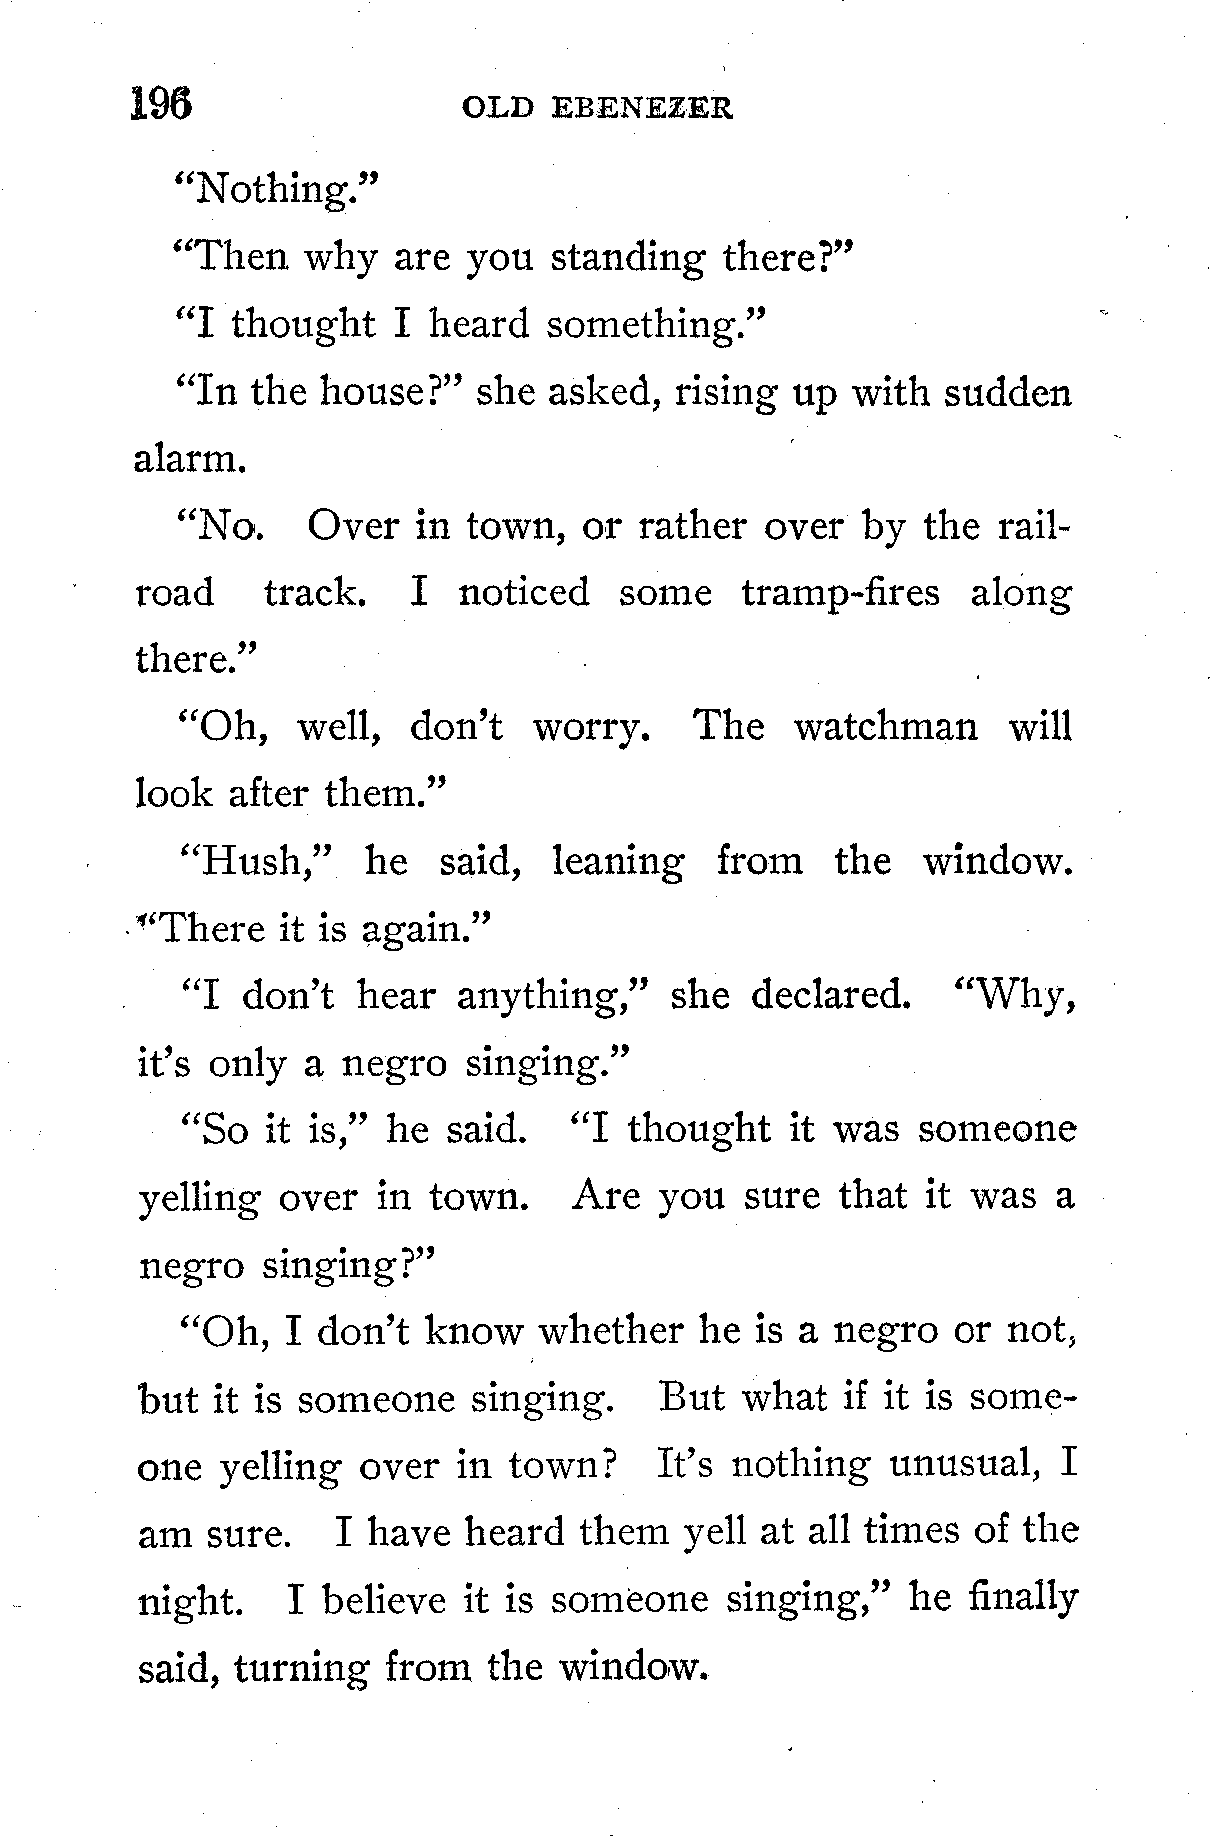 196 OLD EBENEZER
“Nothing.”
“Then why are you standing there?”
“I thought I heard something.”
“In the house?” she asked, rising up with sudden
alarm.
“No. Over in town, or rather over by the rail-
road track. I noticed some tramp-fires along
there.”
“Oh, well, don’t worry. The watchman will
look after them.”
“Hush,” he said, leaning from the window.
“There it is again.”
“I don’t hear anything,” she declared. “Why,
it’s only a negro singing.”
“So it is,” he said. “I thought it was someone
yelling over in town. Are you sure that it was a
negro singing?”
“Oh, I don’t know whether he is a negro or not,
but it is someone singing. But what if it is some-
one yelling over in town? It’s nothing unusual, I
am sure. I have heard them yell at all times of the
night. I believe it is someone singing,” he finally
said, turning from the window.